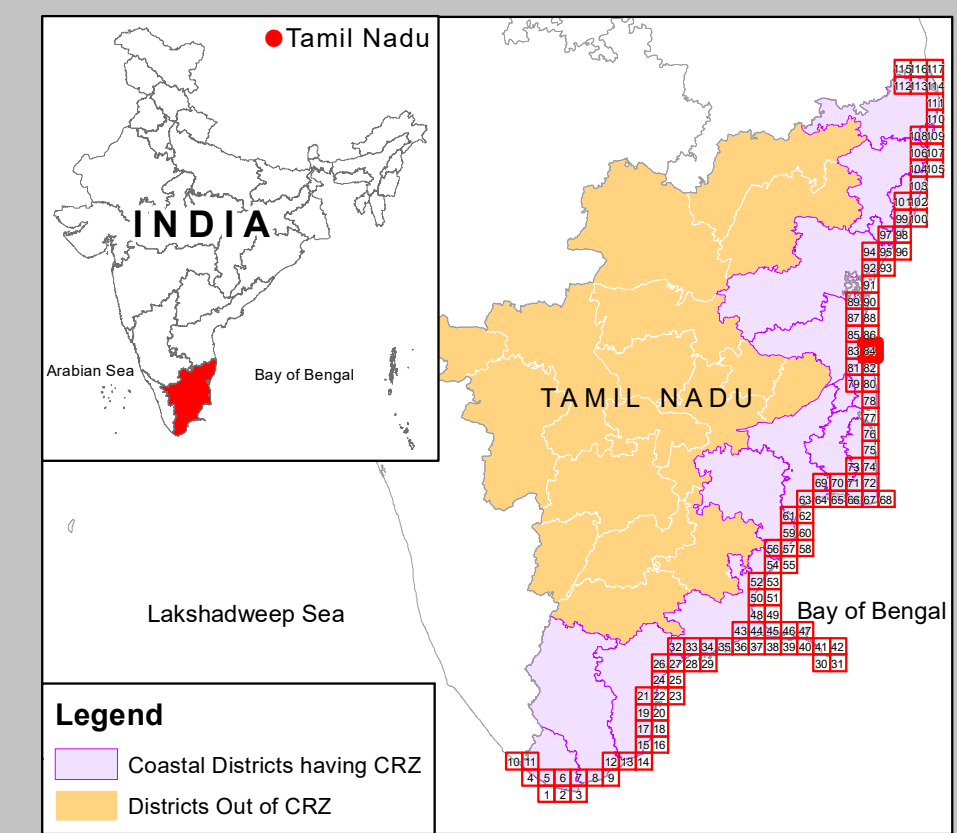 Tamil Nadu
INDIA
Arabian Sea
Bay of Bengal
115 116 117
112 113 114
111
110
108 109
106 107
104 105
103
101 102
99 100
97 98
94 95 96
92 93
91
89 90
87 88
85 86
83 84
81 82
79 80
78
77
76
75
73 74
69 70 71 72
63 64 65 66 67 68
61 62
59 60
56 57 58
54 55
52 53
50 51
48 49
43 44 45 46 47
32 33 34 35 36 37 38 39 40 41 42
26 27 28 29 30 31
24 25
21 22 23
19 20
17 18
15 16
10 11 12 13 14
4 5 6 7 8 9
1 2 3
TAMIL NADU
Lakshadweep Sea
Bay of Bengal
Legend
Coastal Districts having CRZ
Districts Out of CRZ